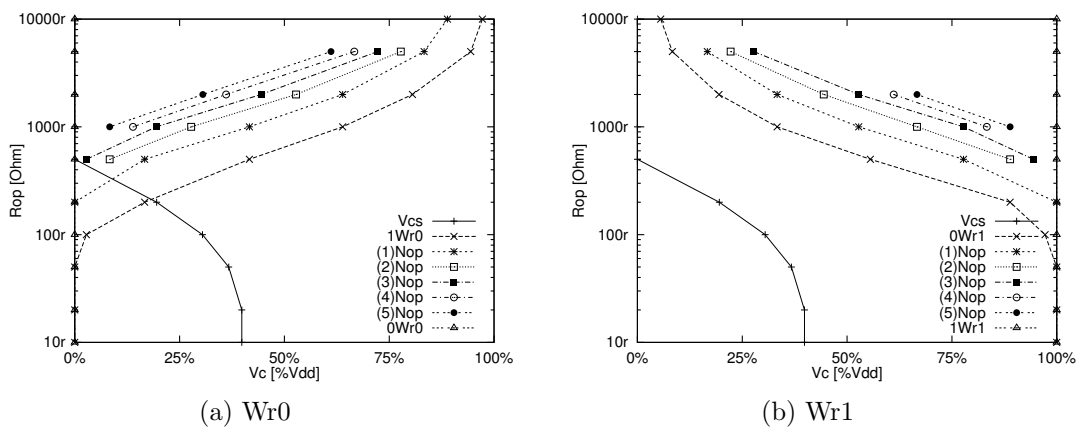 10000r
1000r
100r
10r
Rop [Ohm]
0%
25%
50%
75%
100%
Vc [%Vdd]
Vcs
1Wr0
(1)Nop
(2)Nop
(3)Nop
(4)Nop
(5)Nop
0Wr0
(a) Wr0
10000r
1000r
100r
10r
Rop [Ohm]
0%
25%
50%
75%
100%
Vc [%Vdd]
Vcs
0Wr1
(1)Nop
(2)Nop
(3)Nop
(4)Nop
(5)Nop
1Wr1
(b) Wr1